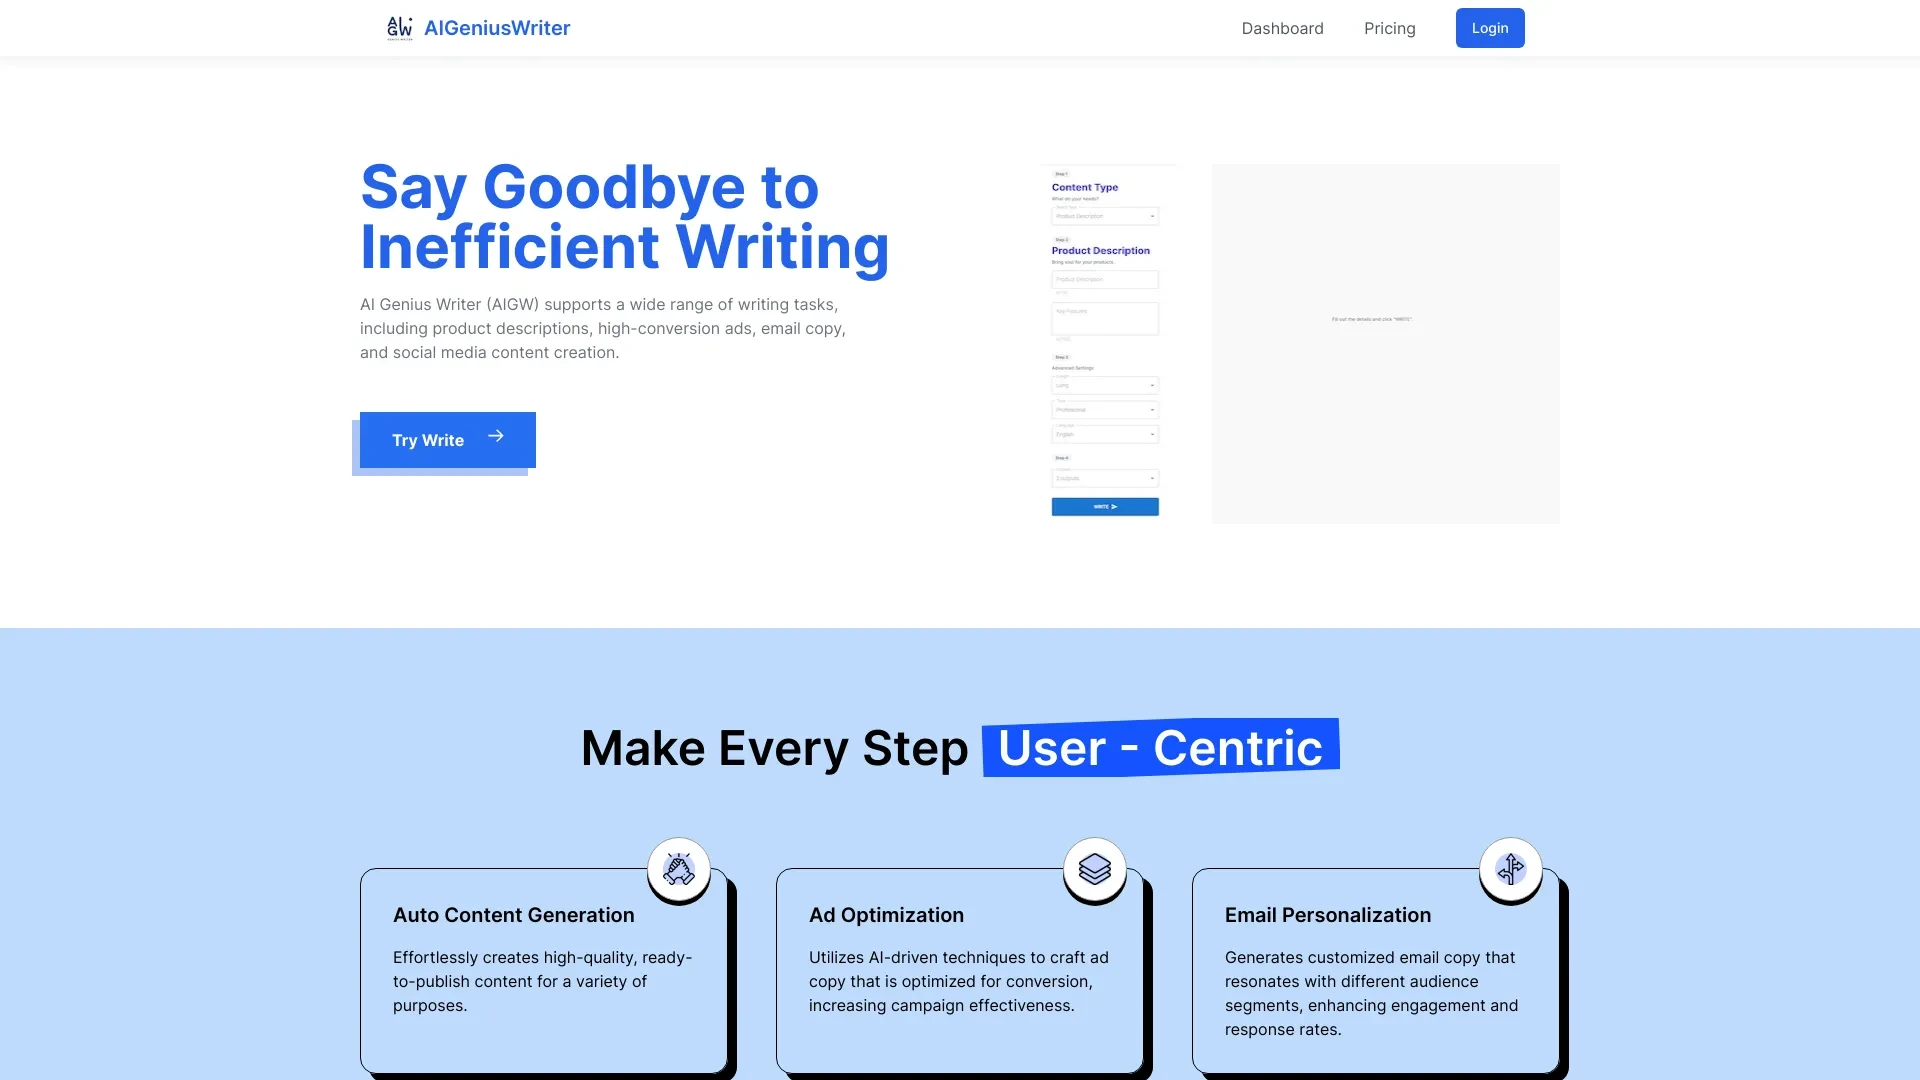 AI GW
AIGeniusWriter
Dashboard
Pricing
Login
Say Goodbye to
Inefficient Writing
AI Genius Writer (AIGW) supports a wide range of writing tasks,
including product descriptions, high-conversion ads, email copy,
and social media content creation.
Try Write
Step 1
Content Type
What do your needs?
Product Description
Step 2
Product Description
Bring soul for your products.
Product Description
Key Features
Step 3
Advanced Settings
Long
Professional
English
Step 4
WRITE
Fill out the details and click "WRITE".
Make Every Step User - Centric
Auto Content Generation
Effortlessly creates high-quality, ready-
to-publish content for a variety of
purposes.
Ad Optimization
Utilizes AI-driven techniques to craft ad
copy that is optimized for conversion,
increasing campaign effectiveness.
Email Personalization
Generates customized email copy that
resonates with different audience
segments, enhancing engagement and
response rates.